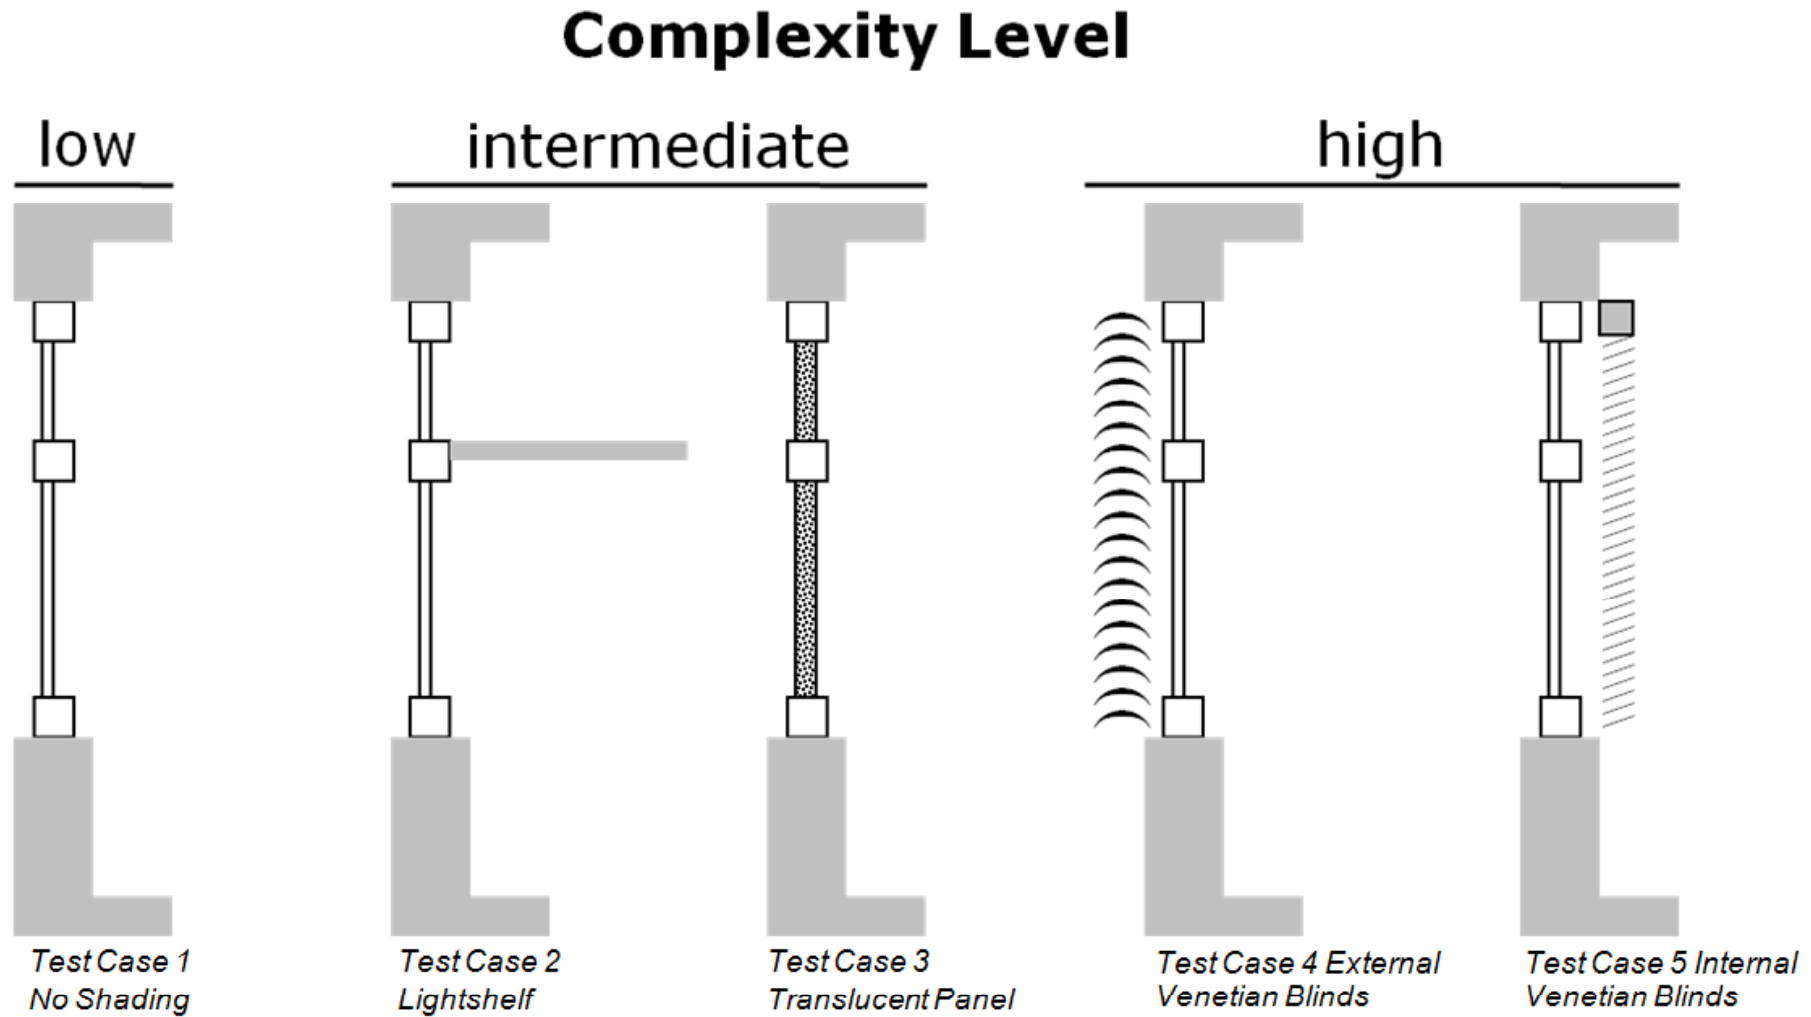 Complexity Level
low
intermediate
high
Test Case 1
No Shading
Test Case 2
Lightshelf
Test Case 3
Translucent Panel
Test Case 4 External
Venetian Blinds
Test Case 5 Internal
Venetian Blinds